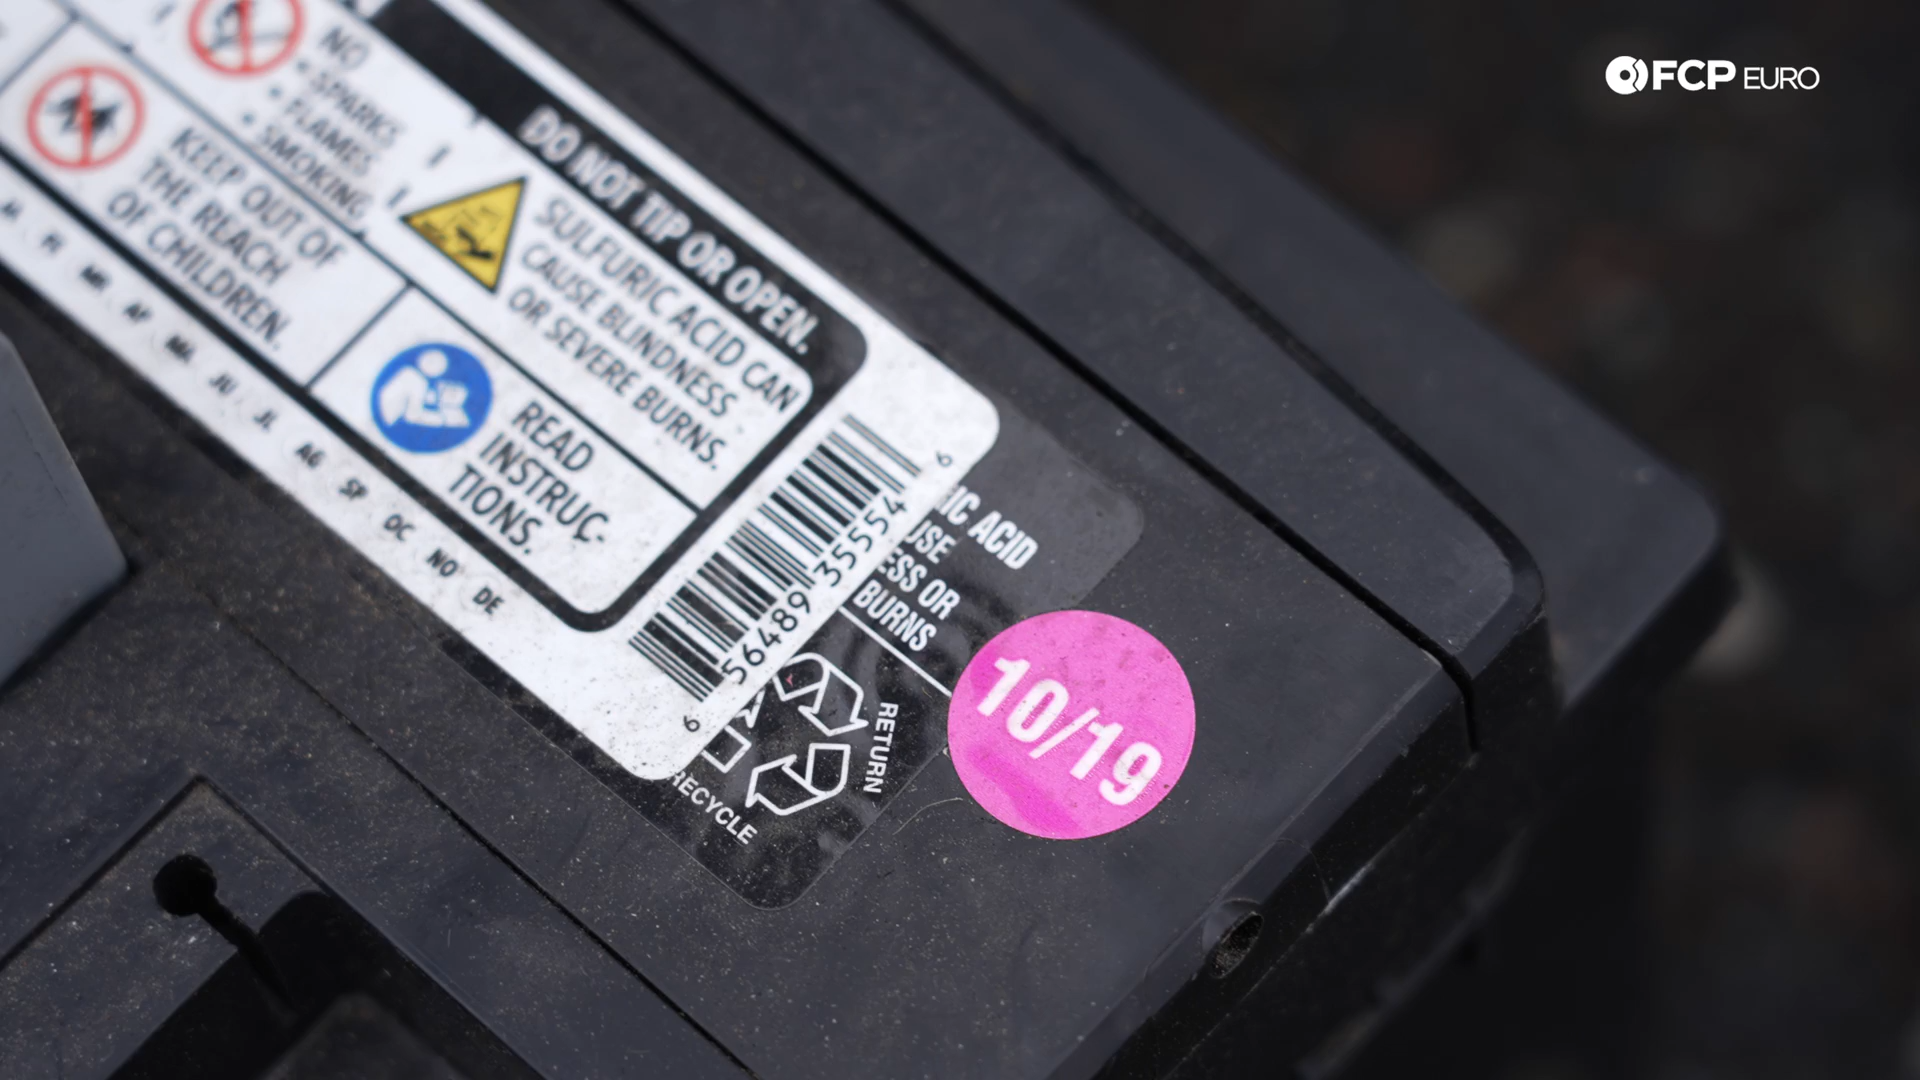 FCP EURO
NO
• SPARKS
• FLAMES
• SMOKING
KEEP OUT OF
THE REACH
OF CHILDREN.
DO NOT TIP OR OPEN.
SULFURIC ACID CAN
CAUSE BLINDNESS
OR SEVERE BURNS.
READ
INSTRUC-
TIONS.
MR AP MA JU JL AG SP OC NO DE
6 56489 35554 6
IC ACID
USE
ESS OR
BURNS
RETURN
RECYCLE
10/19